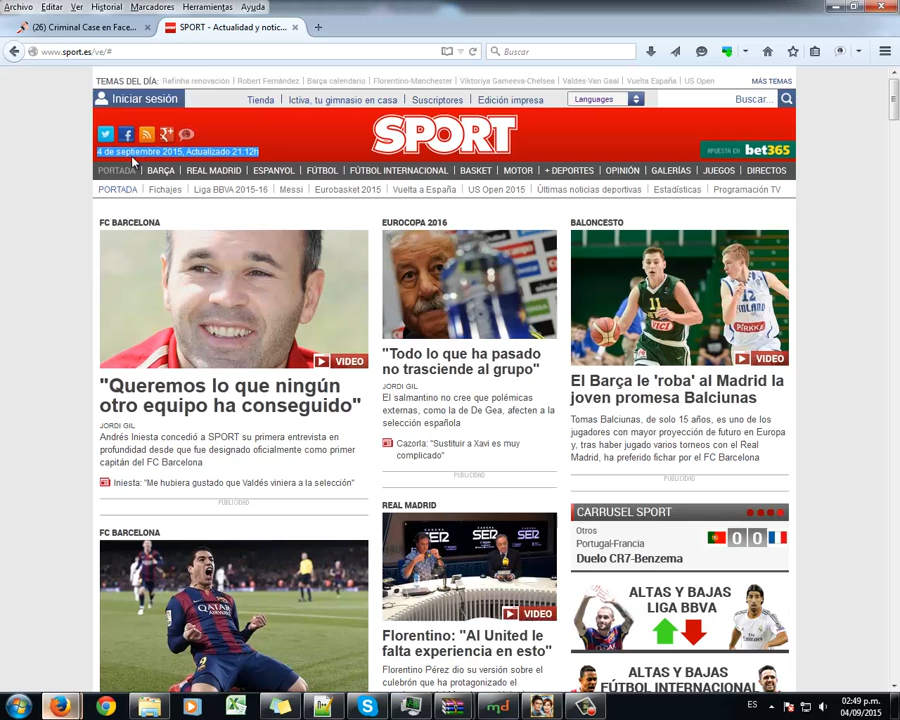 Archivo Editar Ver Historial Marcadores Herramientas Ayuda
(26) Criminal Case en Face... × SPORT - Actualidad y notic... × +
www.sport.es/ve/# Buscar
TEMAS DEL DÍA: Rafinha renovación | Robert Fernández | Barça calendario | Florentino-Manchester | Viktoriya Gameeva-Chelsea | Valdés-Van Gaal | Vuelta España | US Open MÁS TEMAS
Iniciar sesión Tienda | Ictiva, tu gimnasio en casa | Suscriptores | Edición impresa Languages Buscar...
SPORT
4 de septiembre 2015, Actualizado 21:12h
APUESTA EN bet365
PORTADA BARÇA REAL MADRID ESPANYOL FÚTBOL FÚTBOL INTERNACIONAL BASKET MOTOR + DEPORTES OPINIÓN GALERÍAS JUEGOS DIRECTOS
PORTADA Fichajes Liga BBVA 2015-16 Messi Eurobasket 2015 Vuelta a España US Open 2015 Últimas noticias deportivas Estadísticas Programación TV
FC BARCELONA
VIDEO
"Queremos lo que ningún
otro equipo ha conseguido"
JORDI GIL
Andrés Iniesta concedió a SPORT su primera entrevista en
profundidad desde que fue designado oficialmente como primer
capitán del FC Barcelona
Iniesta: "Me hubiera gustado que Valdés viniera a la selección"
PUBLICIDAD
FC BARCELONA
QATAR
9
EUROCOPA 2016
"Todo lo que ha pasado
no trasciende al grupo"
JORDI GIL
El salmantino no cree que polémicas
externas, como la de De Gea, afecten a la
selección española
Cazorla: "Sustituir a Xavi es muy
complicado"
PUBLICIDAD
REAL MADRID
SER SER
VIDEO
Florentino: "Al United le
falta experiencia en esto"
Florentino Pérez dio su versión sobre el
culebrón que ha protagonizado el
BALONCESTO
11
VICI
12
FINLAND
PIRKKA
VIDEO
El Barça le 'roba' al Madrid la
joven promesa Balciunas
Tomas Balciunas, de solo 15 años, es uno de los
jugadores con mayor proyección de futuro en Europa
y, tras haber jugado varios torneos con el Real
Madrid, ha preferido fichar por el FC Barcelona
PUBLICIDAD
CARRUSEL SPORT
Otros
Portugal-Francia 0 0
Duelo CR7-Benzema
ALTAS Y BAJAS
LIGA BBVA
ALTAS Y BAJAS
FÚTBOL INTERNACIONAL
ES 02:49 p.m.
04/09/2015